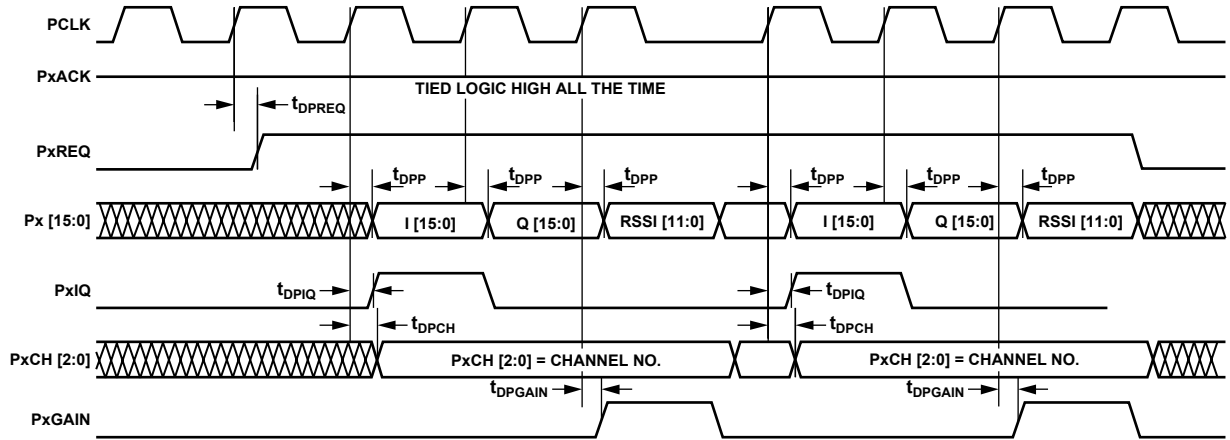 PCLK
PxACK
TIED LOGIC HIGH ALL THE TIME
tDPREQ
PxREQ
tDPP tDPP tDPP tDPP tDPP tDPP
Px [15:0] I [15:0] Q [15:0] RSSI [11:0] I [15:0] Q [15:0] RSSI [11:0]
PxIQ tDPIQ tDPIQ
tDPCH tDPCH
PxCH [2:0] PxCH [2:0] = CHANNEL NO. PxCH [2:0] = CHANNEL NO.
tDPGAIN tDPGAIN
PxGAIN